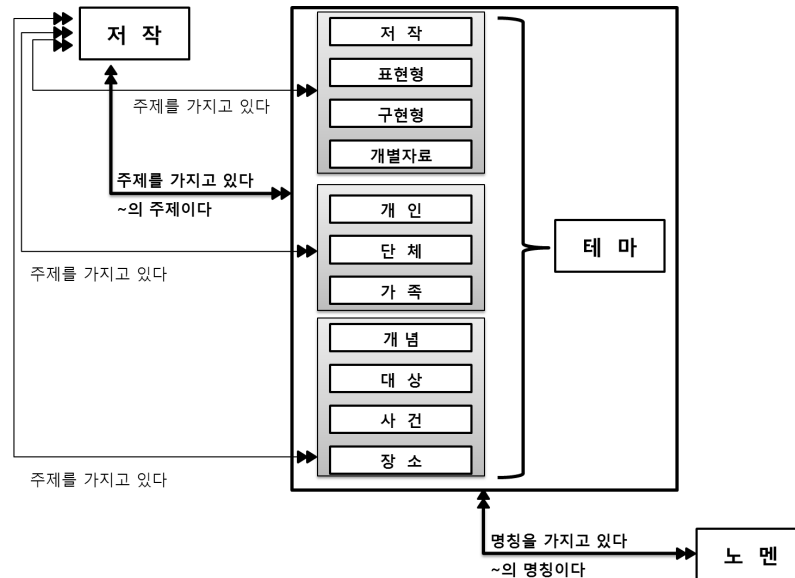 저 작
저 작
표현형
구현형
개별자료
주제를 가지고 있다
주제를 가지고 있다
~의 주제이다
개 인
단 체
가 족
주제를 가지고 있다
테 마
개 념
대 상
사 건
장 소
주제를 가지고 있다
명칭을 가지고 있다
~의 명칭이다
노 멘